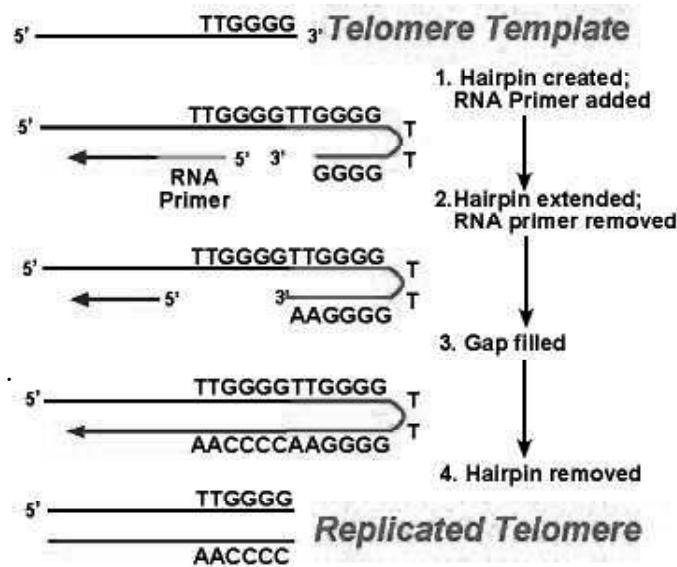 TTGGGG
5' 3' Telomere Template
1. Hairpin created;
RNA Primer added
TTGGGGTTGGGG
5' T
5' 3' T
GGGG
RNA
Primer
2.Hairpin extended;
RNA primer removed
TTGGGGTTGGGG
5' T
5' 3' T
AAGGGG
3. Gap filled
TTGGGGTTGGGG
5' T
T
AACCCCAAGGGG
4. Hairpin removed
TTGGGG
5'
Replicated Telomere
AACCCC